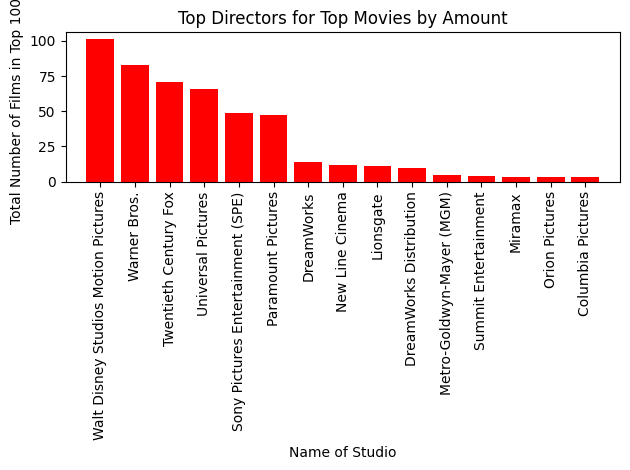 Top Directors for Top Movies by Amount
Total Number of Films in Top 100
100
75
50
25
0
Walt Disney Studios Motion Pictures
Warner Bros.
Twentieth Century Fox
Universal Pictures
Sony Pictures Entertainment (SPE)
Paramount Pictures
DreamWorks
New Line Cinema
Lionsgate
DreamWorks Distribution
Metro-Goldwyn-Mayer (MGM)
Summit Entertainment
Miramax
Orion Pictures
Columbia Pictures
Name of Studio